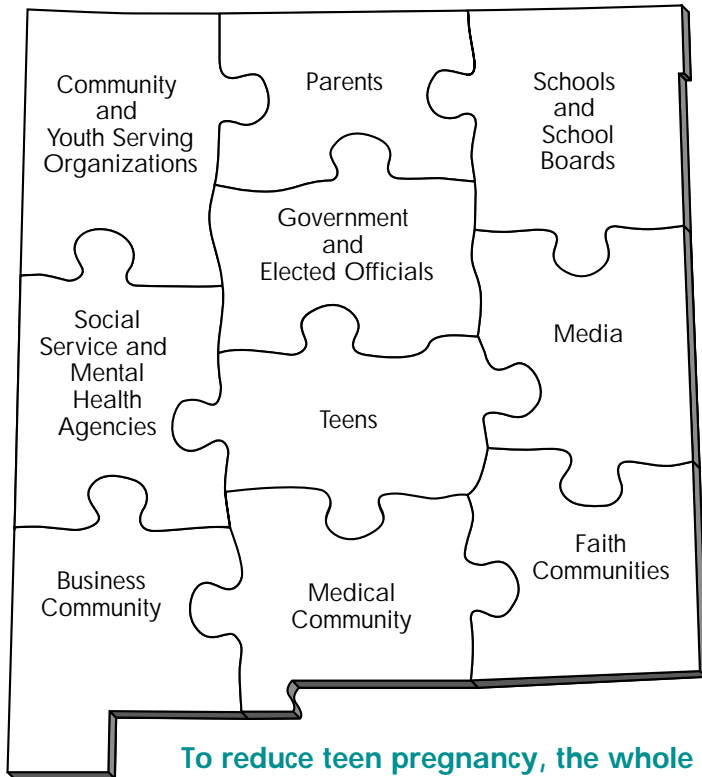 Community
and
Youth Serving
Organizations
Parents
Schools
and
School
Boards
Government
and
Elected Officials
Social
Service and
Mental
Health
Agencies
Teens
Media
Business
Community
Medical
Community
Faith
Communities
To reduce teen pregnancy, the whole